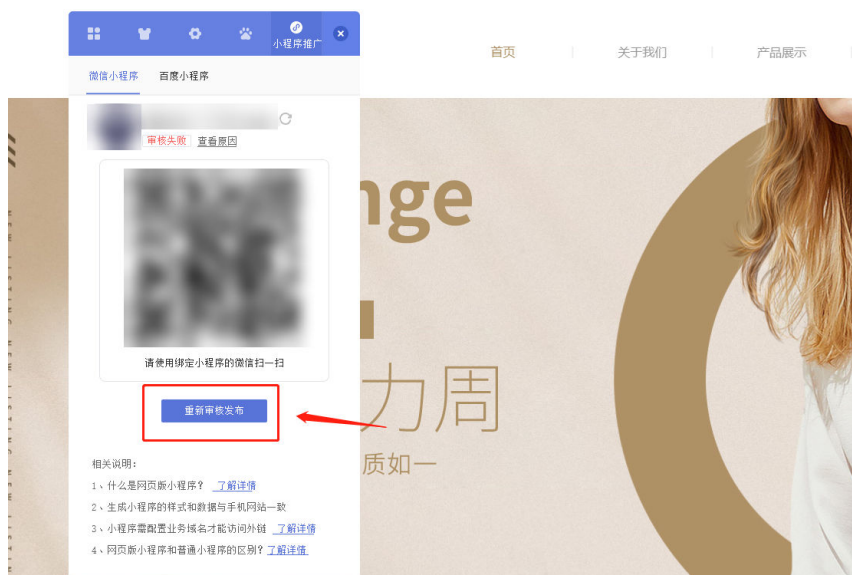 小程序推广
首页
关于我们
产品展示
微信小程序
百度小程序
审核失败
查看原因
nge
请使用绑定小程序的微信扫一扫
重新审核发布
力周
质如一
相关说明：
1、什么是网页版小程序？ 了解详情
2、生成小程序的样式和数据与手机网站一致
3、小程序需配置业务域名才能访问外链 了解详情
4、网页版小程序和普通小程序的区别？了解详情